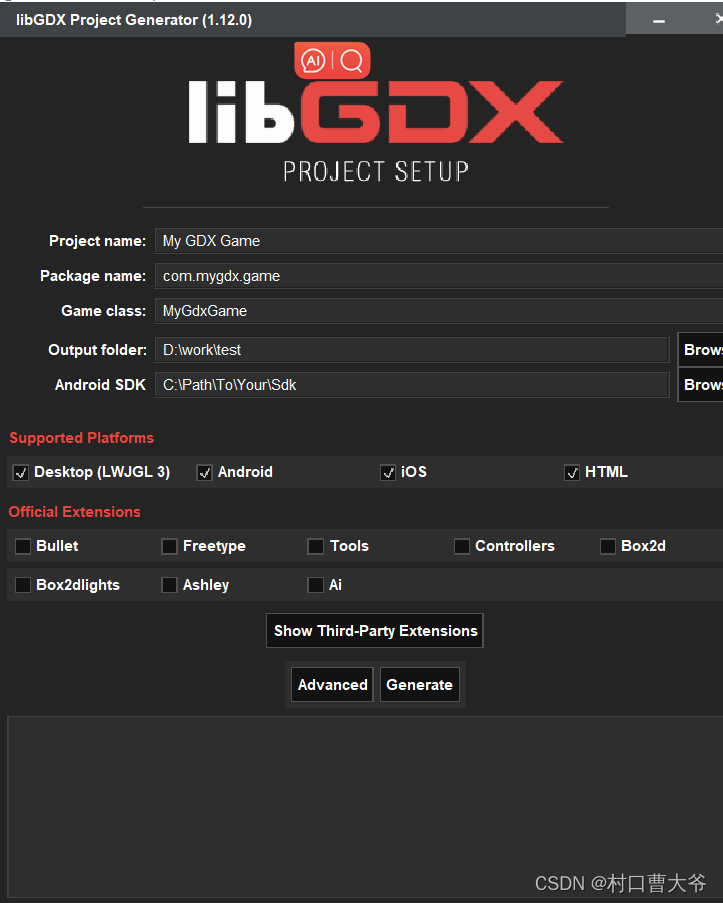 libGDX Project Generator (1.12.0)
AI
libGDX
PROJECT SETUP
Project name: My GDX Game
Package name: com.mygdx.game
Game class: MyGdxGame
Output folder: D:\work\test Brows
Android SDK C:\Path\To\Your\Sdk Brows
Supported Platforms
Desktop (LWJGL 3) Android iOS HTML
Official Extensions
Bullet Freetype Tools Controllers Box2d
Box2dlights Ashley Ai
Show Third-Party Extensions
Advanced Generate
CSDN @村口曹大爷